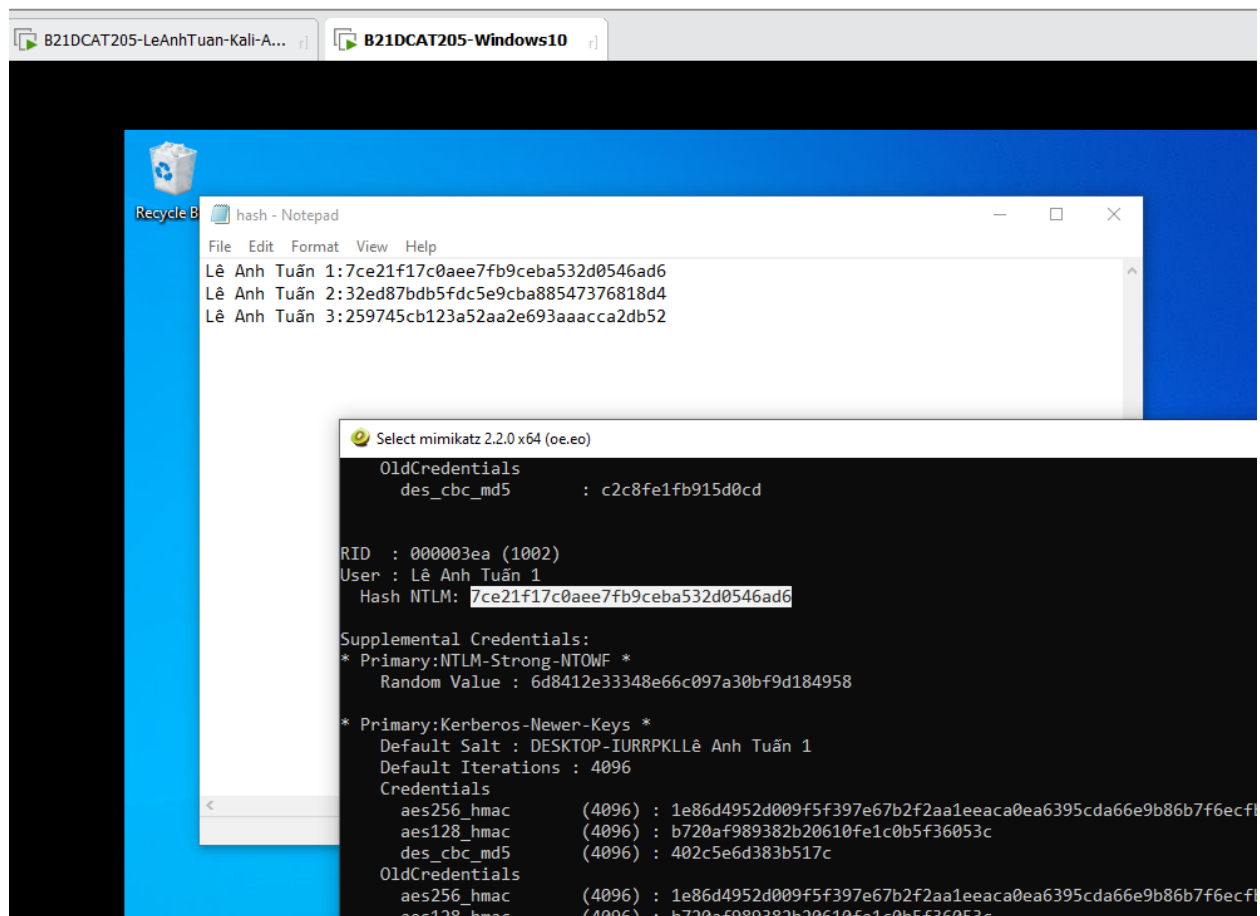 B21DCAT205-LeAnhTuan-Kali-A...
B21DCAT205-Windows10
Recycle B
hash - Notepad
File Edit Format View Help
Lê Anh Tuấn 1:7ce21f17c0aee7fb9ceba532d0546ad6
Lê Anh Tuấn 2:32ed87bdb5fdc5e9cba88547376818d4
Lê Anh Tuấn 3:259745cb123a52aa2e693aaacca2db52
Select mimikatz 2.2.0 x64 (oe.eo)
OldCredentials
des_cbc_md5 : c2c8fe1fb915d0cd
RID : 000003ea (1002)
User : Lê Anh Tuấn 1
Hash NTLM: 7ce21f17c0aee7fb9ceba532d0546ad6
Supplemental Credentials:
* Primary:NTLM-Strong-NTOWF *
Random Value : 6d8412e33348e66c097a30bf9d184958
* Primary:Kerberos-Newer-Keys *
Default Salt : DESKTOP-IURRPKLLê Anh Tuấn 1
Default Iterations : 4096
Credentials
aes256_hmac (4096) : 1e86d4952d009f5f397e67b2f2aa1eeaca0ea6395cda66e9b86b7f6ecf
aes128_hmac (4096) : b720af989382b20610fe1c0b5f36053c
des_cbc_md5 (4096) : 402c5e6d383b517c
OldCredentials
aes256_hmac (4096) : 1e86d4952d009f5f397e67b2f2aa1eeaca0ea6395cda66e9b86b7f6ecf
aes128_hmac (4096) : b720af989382b20610fe1c0b5f36053c